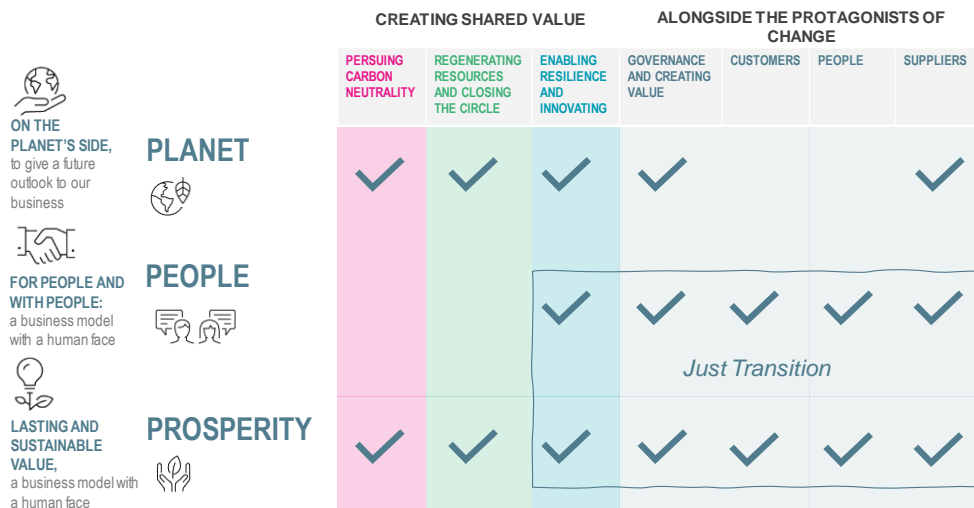 CREATING SHARED VALUE
ALONGSIDE THE PROTAGONISTS OF
CHANGE
PERSUING
CARBON
NEUTRALITY
REGENERATING
RESOURCES
AND CLOSING
THE CIRCLE
ENABLING
RESILIENCE
AND
INNOVATING
GOVERNANCE
AND CREATING
VALUE
CUSTOMERS
PEOPLE
SUPPLIERS
ON THE
PLANET'S SIDE,
to give a future
outlook to our
business
PLANET
FOR PEOPLE AND
WITH PEOPLE:
a business model
with a human face
PEOPLE
Just Transition
LASTING AND
SUSTAINABLE
VALUE,
a business model with
a human face
PROSPERITY